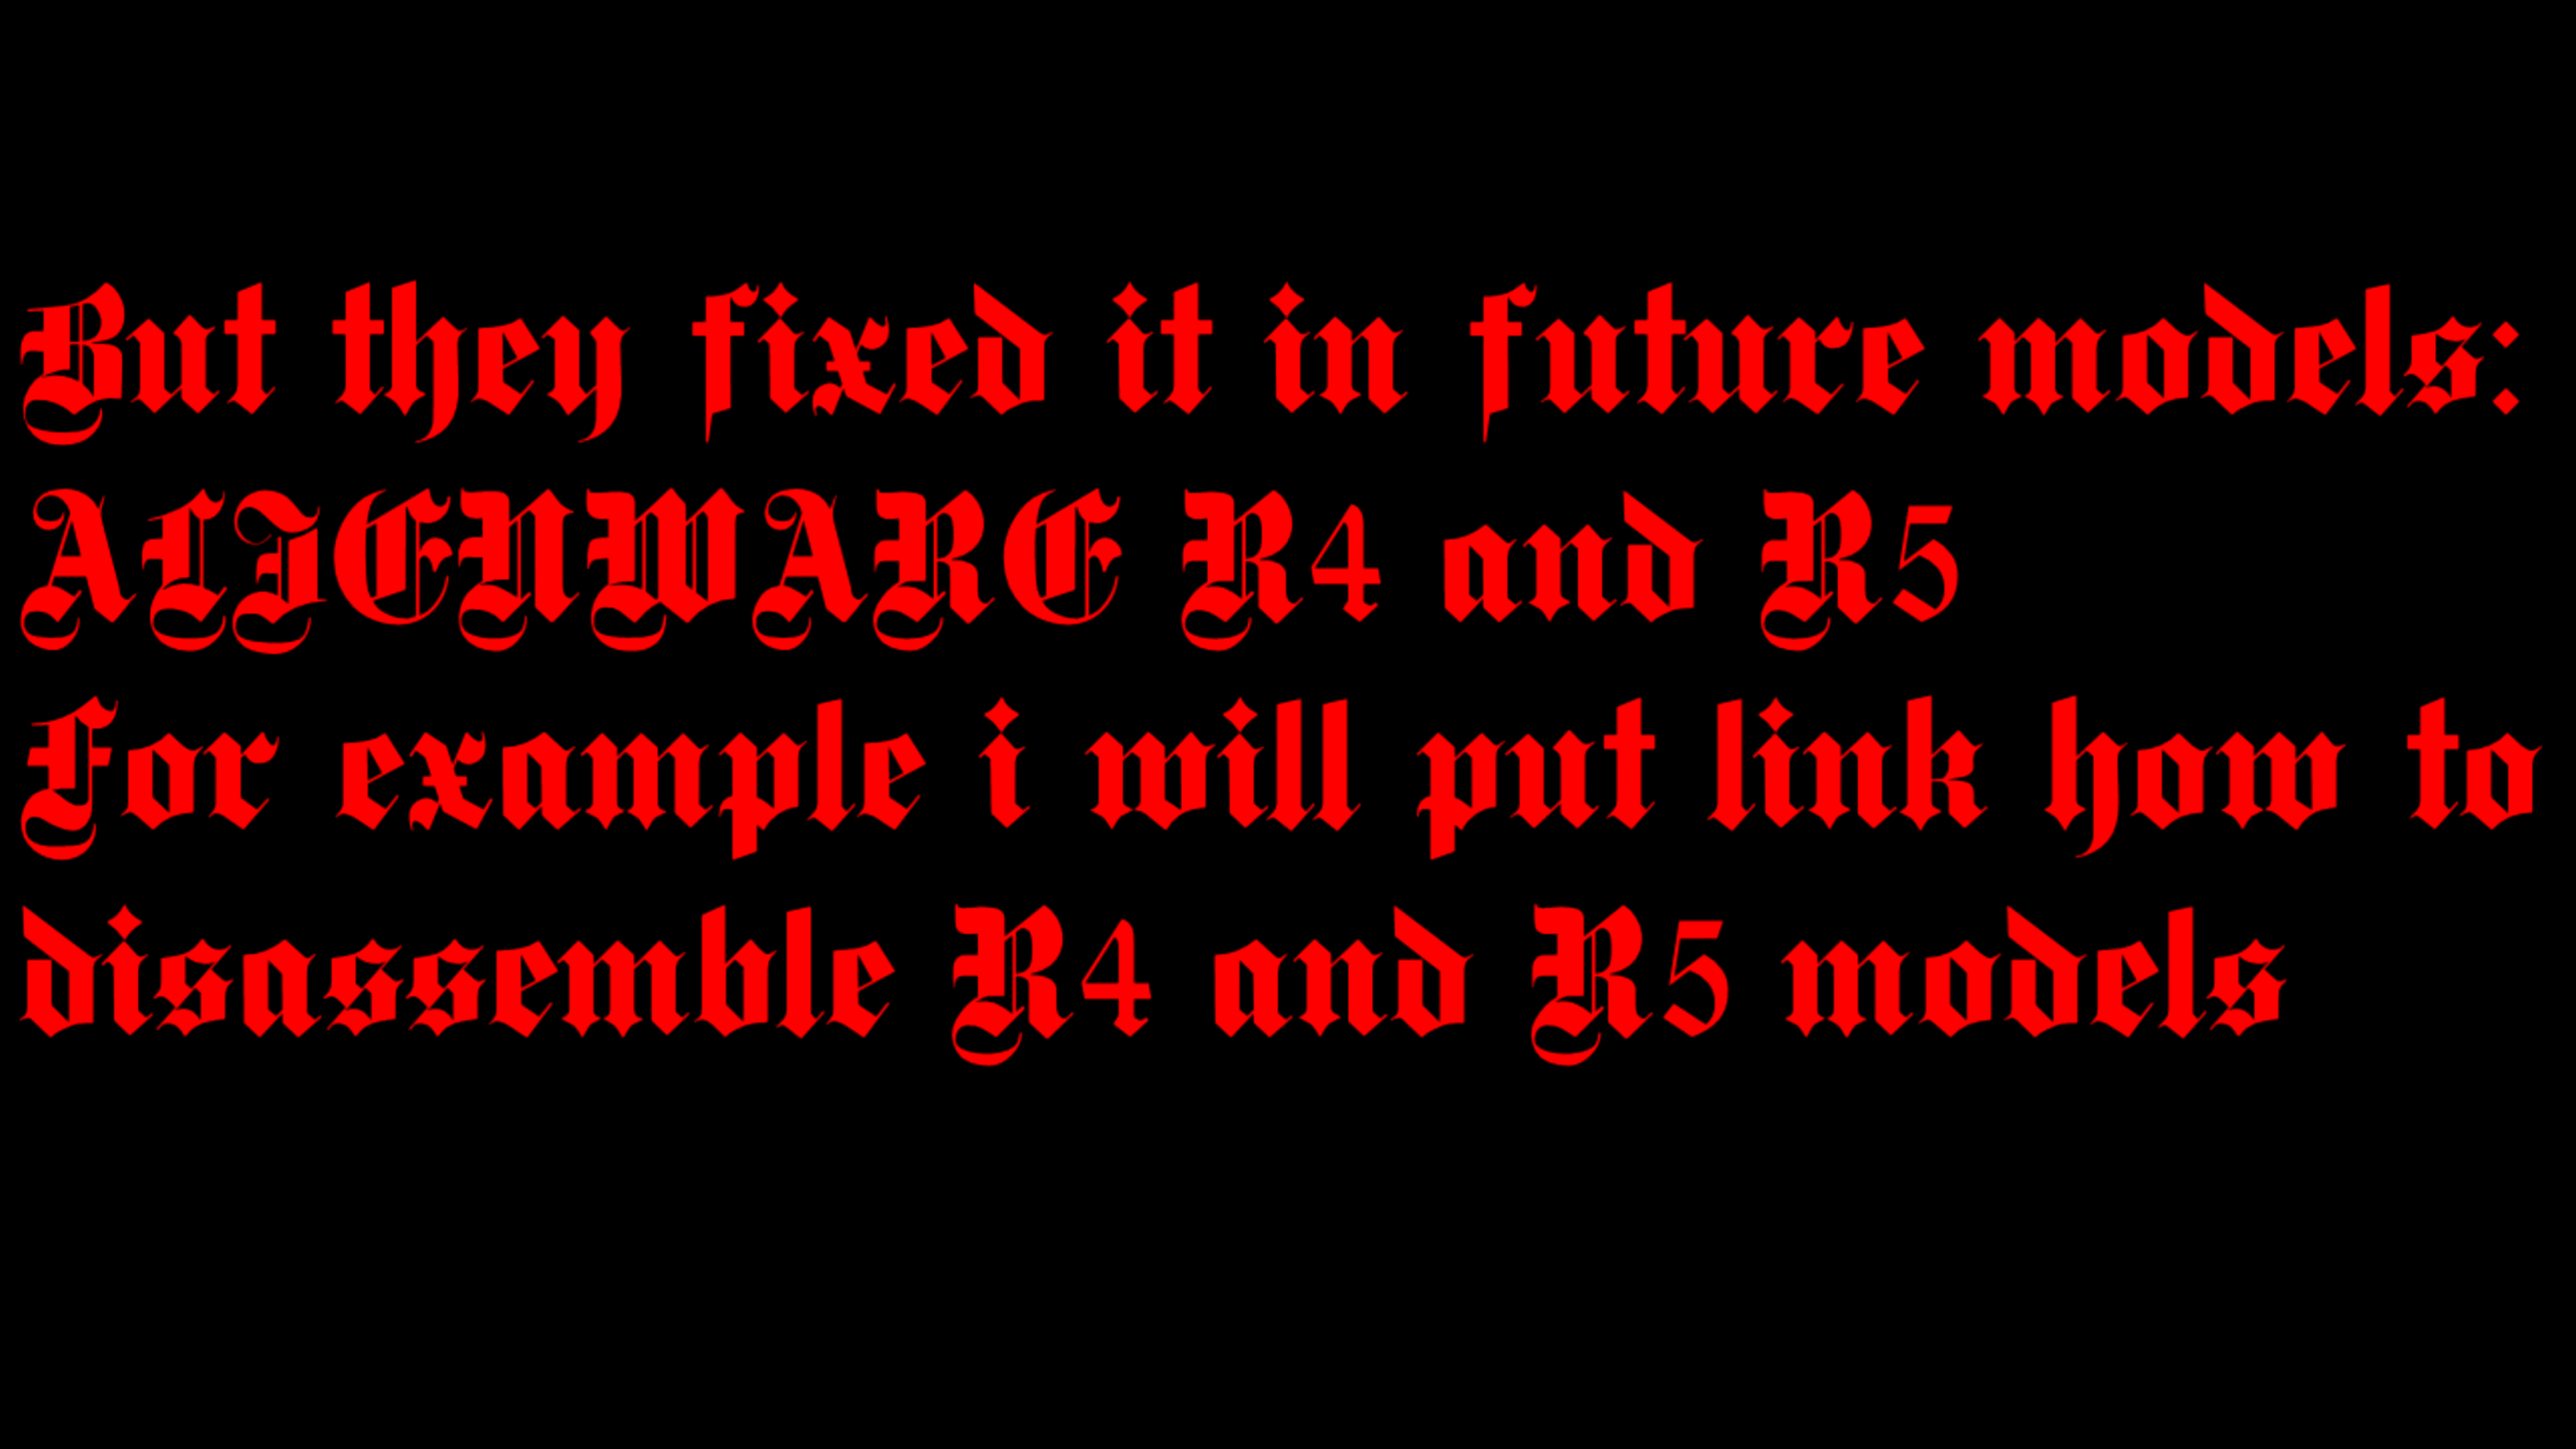 But they fixed it in future models:
ALIENWARE R4 and R5
For example i will put link how to
disassemble R4 and R5 models